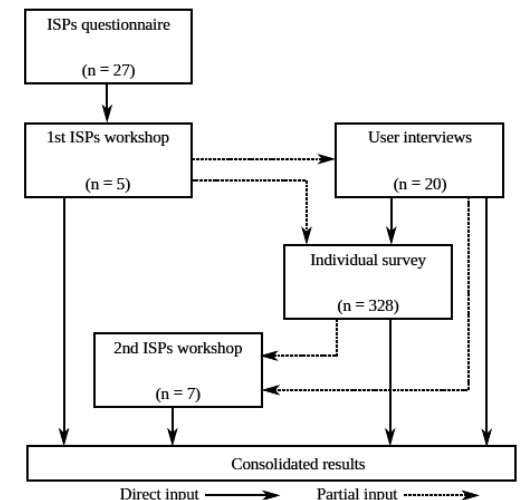 ISPs questionnaire
(n = 27)
1st ISPs workshop
(n = 5)
User interviews
(n = 20)
Individual survey
(n = 328)
2nd ISPs workshop
(n = 7)
Consolidated results
Direct input
Partial input